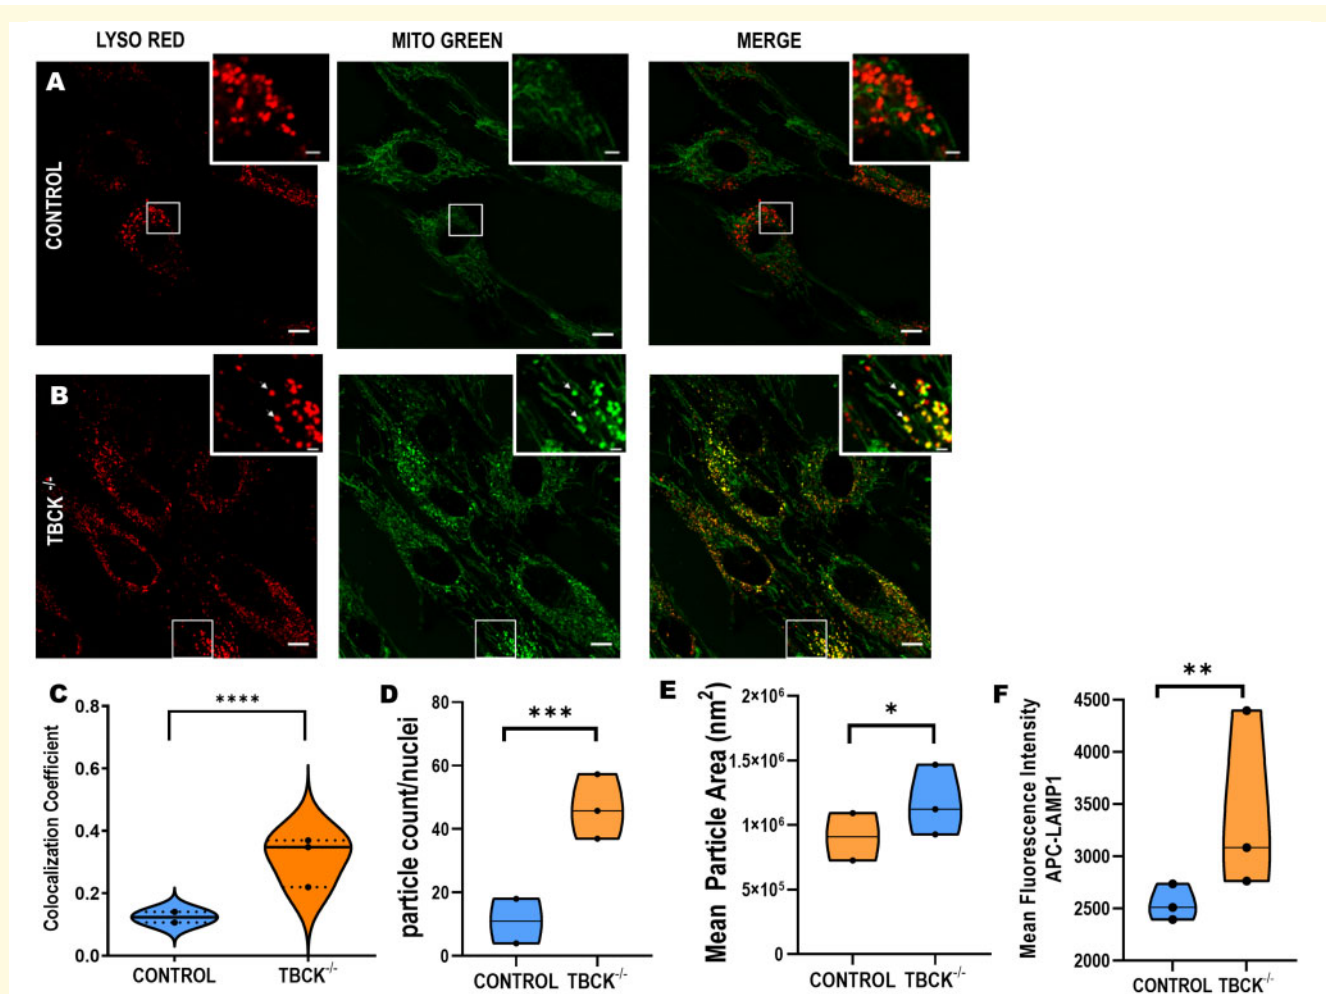 LYSO RED
MITO GREEN
MERGE
A
CONTROL
B
TBCK -/-
C
Colocalization Coefficient
0.8
0.6
0.4
0.2
0.0
****
CONTROL
TBCK-/-
D
particle count/nuclei
80
60
40
20
0
***
CONTROL TBCK-/-
E
Mean Particle Area (nm²)
2×10⁶
1.5×10⁶
1×10⁶
5×10⁵
0
*
CONTROL TBCK-/-
F
Mean Fluorescence Intensity
APC-LAMP1
4500
4000
3500
3000
2500
2000
**
CONTROL TBCK-/-